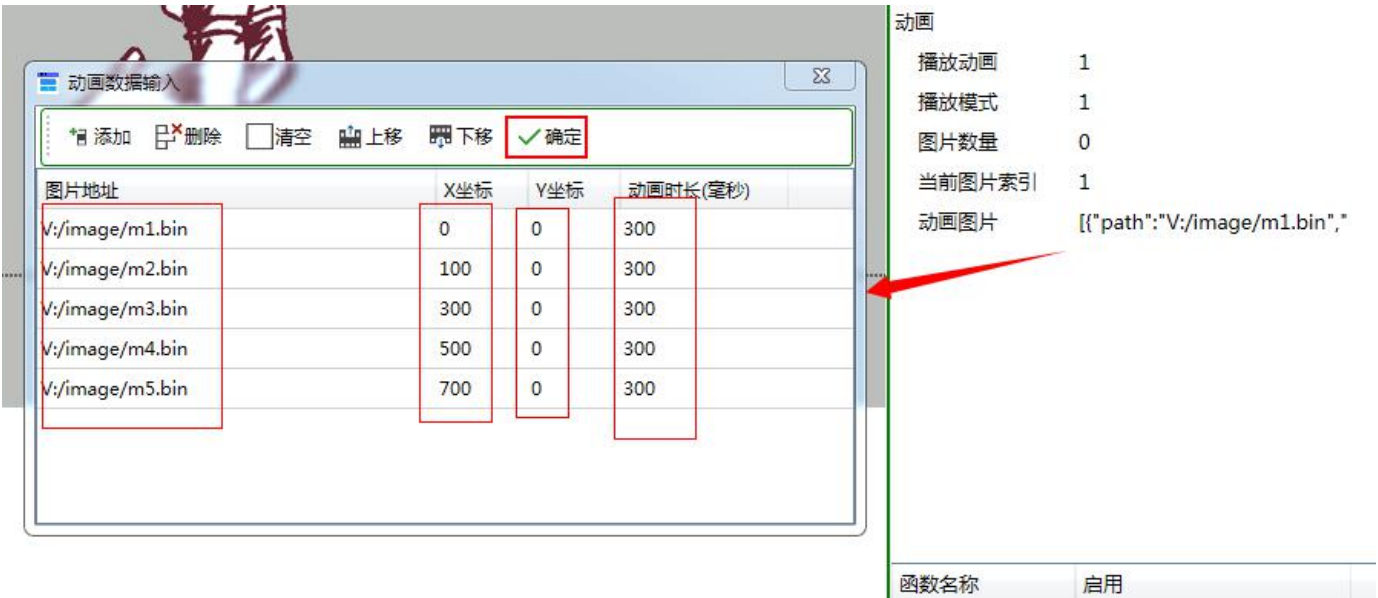 动画
播放动画 1
播放模式 1
图片数量 0
当前图片索引 1
动画图片 [{"path":"V:/image/m1.bin","
动画数据输入
添加 删除 清空 上移 下移 确定
图片地址 X坐标 Y坐标 动画时长(毫秒)
V:/image/m1.bin 0 0 300
V:/image/m2.bin 100 0 300
V:/image/m3.bin 300 0 300
V:/image/m4.bin 500 0 300
V:/image/m5.bin 700 0 300
函数名称 启用